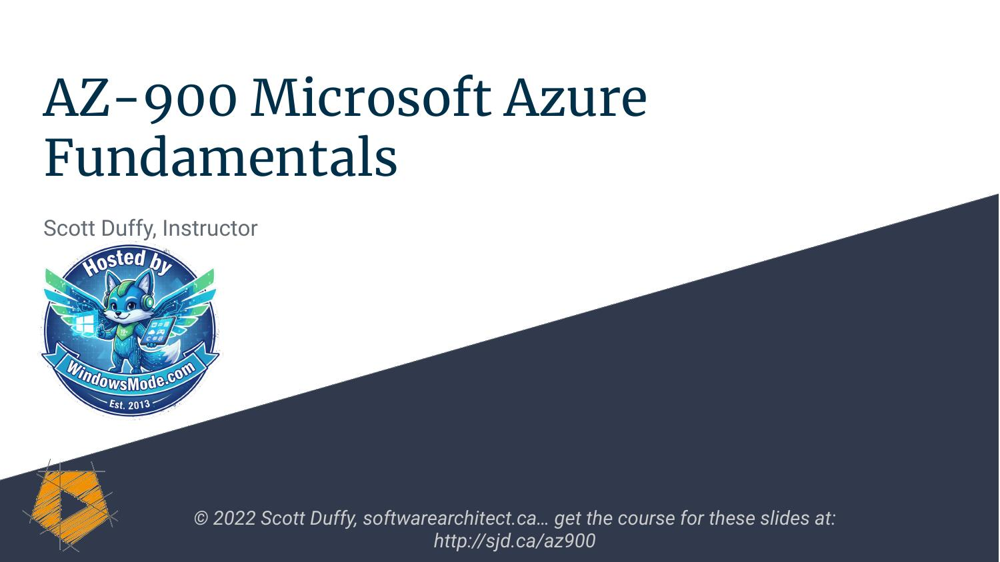 AZ-900 Microsoft Azure
Fundamentals
Scott Duffy, Instructor
Hosted by
10+
WindowsMode.com
Est. 2013
© 2022 Scott Duffy, softwarearchitect.ca… get the course for these slides at:
http://sjd.ca/az900